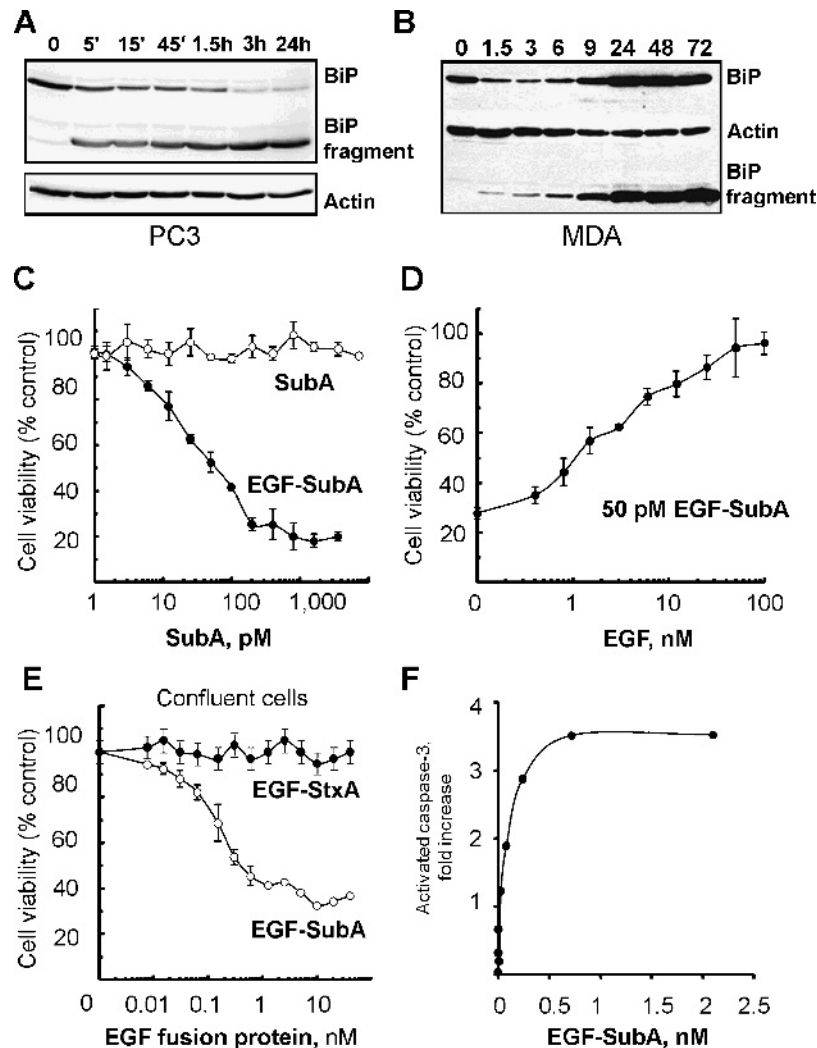 A
0 5' 15' 45' 1.5h 3h 24h
BiP
BiP
fragment
Actin
PC3
B
0 1.5 3 6 9 24 48 72
BiP
Actin
BiP
fragment
MDA
C
Cell viability (% control)
100
80
60
40
20
SubA
EGF-SubA
1 10 100 1,000
SubA, pM
D
Cell viability (% control)
100
80
60
40
20
50 pM EGF-SubA
0 1 10 100
EGF, nM
E
Confluent cells
Cell viability (% control)
100
80
60
40
20
EGF-StxA
EGF-SubA
0 0.01 0.1 1 10
EGF fusion protein, nM
F
Activated caspase-3,
fold increase
4
3
2
1
0 0.5 1 1.5 2 2.5
EGF-SubA, nM